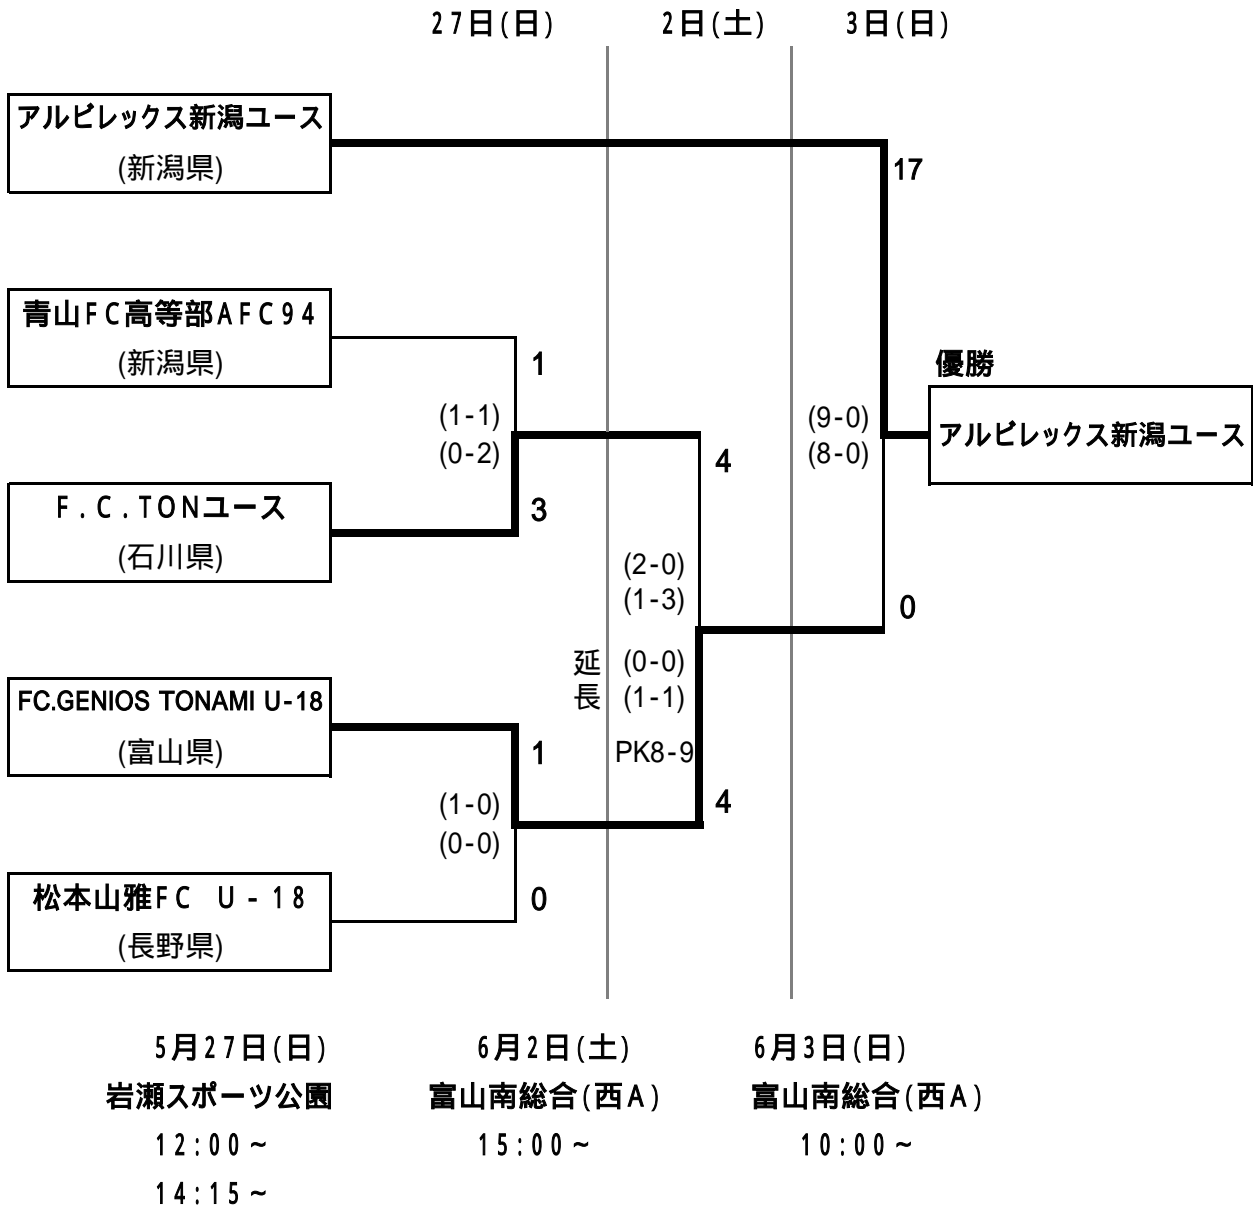 27日(日) 2日(土) 3日(日)
アルビレックス新潟ユース
(新潟県)
17
青山FC高等部AFC94
(新潟県)
1
(1-1)
(0-2)
F.C.TONユース
(石川県)
3
4
(2-0)
(1-3)
延長
(0-0)
(1-1)
PK8-9
FC.GENIOS TONAMI U-18
(富山県)
1
(1-0)
(0-0)
4
松本山雅FC U-18
(長野県)
0
(9-0)
(8-0)
0
優勝
アルビレックス新潟ユース
5月27日(日) 6月2日(土) 6月3日(日)
岩瀬スポーツ公園 富山南総合(西A) 富山南総合(西A)
12:00~ 15:00~ 10:00~
14:15~